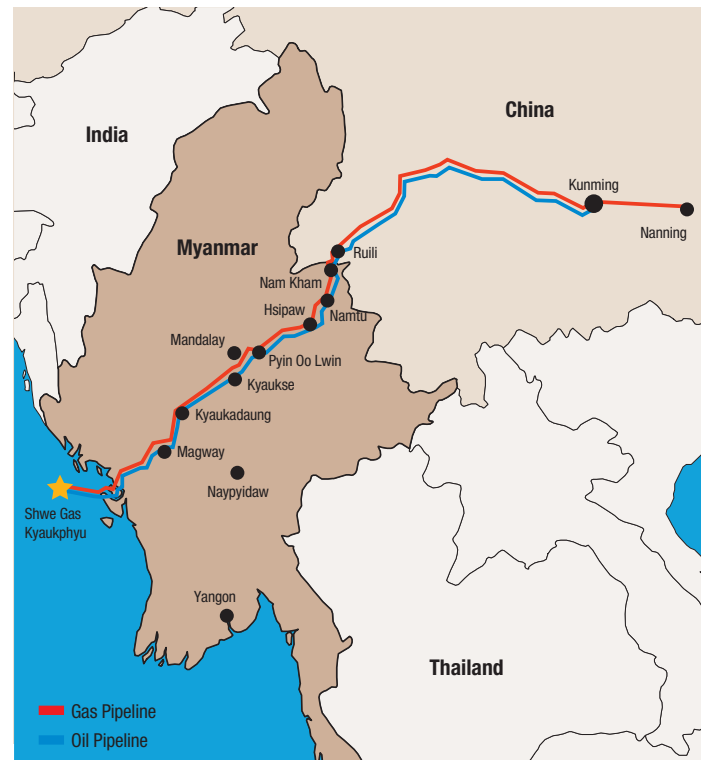 China
India
Kunming
Nanning
Myanmar
Ruili
Nam Kham
Hsipaw
Namtu
Mandalay
Pyin Oo Lwin
Kyaukse
Kyaukadaung
Magway
Naypyidaw
Shwe Gas
Kyaukphyu
Yangon
Thailand
Gas Pipeline
Oil Pipeline